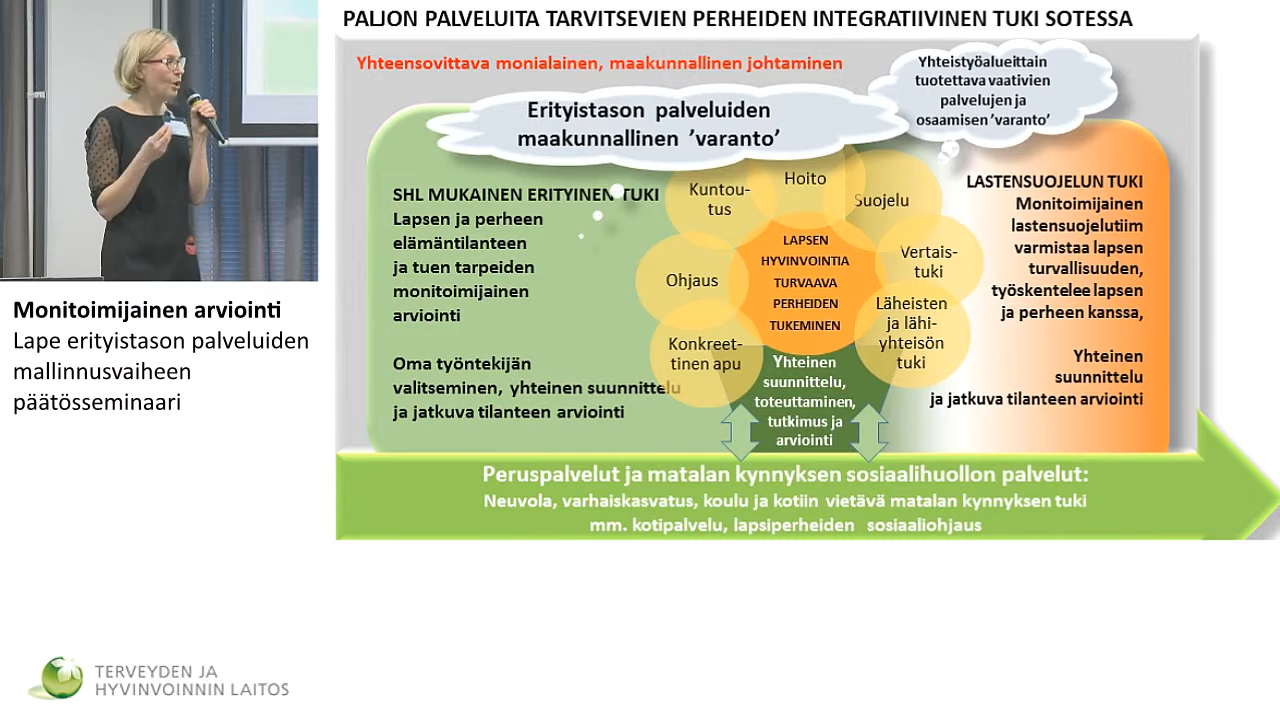 PALJON PALVELUITA TARVITSEVIEN PERHEIDEN INTEGRATIIVINEN TUKI SOTESSA
Yhteensovittava monialainen, maakunnallinen johtaminen
Yhteistyöalueittain
tuotettava vaativien
palvelujen ja
osaamisen ’varanto’
Erityistason palveluiden
maakunnallinen ’varanto’
SHL MUKAINEN ERITYINEN TUKI
Lapsen ja perheen
elämäntilanteen
ja tuen tarpeiden
monitoimijainen
arviointi
Oma työntekijän
valitseminen, yhteinen suunnittelu
ja jatkuva tilanteen arviointi
Kuntou-
tus
Hoito
Suojelu
Ohjaus
Vertais-
tuki
Konkreet-
tinen apu
Läheisten
ja lähi-
yhteisön
tuki
LAPSEN
HYVINVOINTIA
TURVAAVA
PERHEIDEN
TUKEMINEN
Yhteinen
suunnittelu,
toteuttaminen,
tutkimus ja
arviointi
LASTENSUOJELUN TUKI
Monitoimijainen
lastensuojelutiim
varmistaa lapsen
turvallisuuden,
työskentelee lapsen
ja perheen kanssa,
Yhteinen
suunnittelu
ja jatkuva tilanteen arviointi
Peruspalvelut ja matalan kynnyksen sosiaalihuollon palvelut:
Neuvola, varhaiskasvatus, koulu ja kotiin vietävä matalan kynnyksen tuki
mm. kotipalvelu, lapsiperheiden sosiaaliohjaus
Monitoimijainen arviointi
Lape erityistason palveluiden
mallinnusvaiheen
päätösseminaari
TERVEYDEN JA
HYVINVOINNIN LAITOS